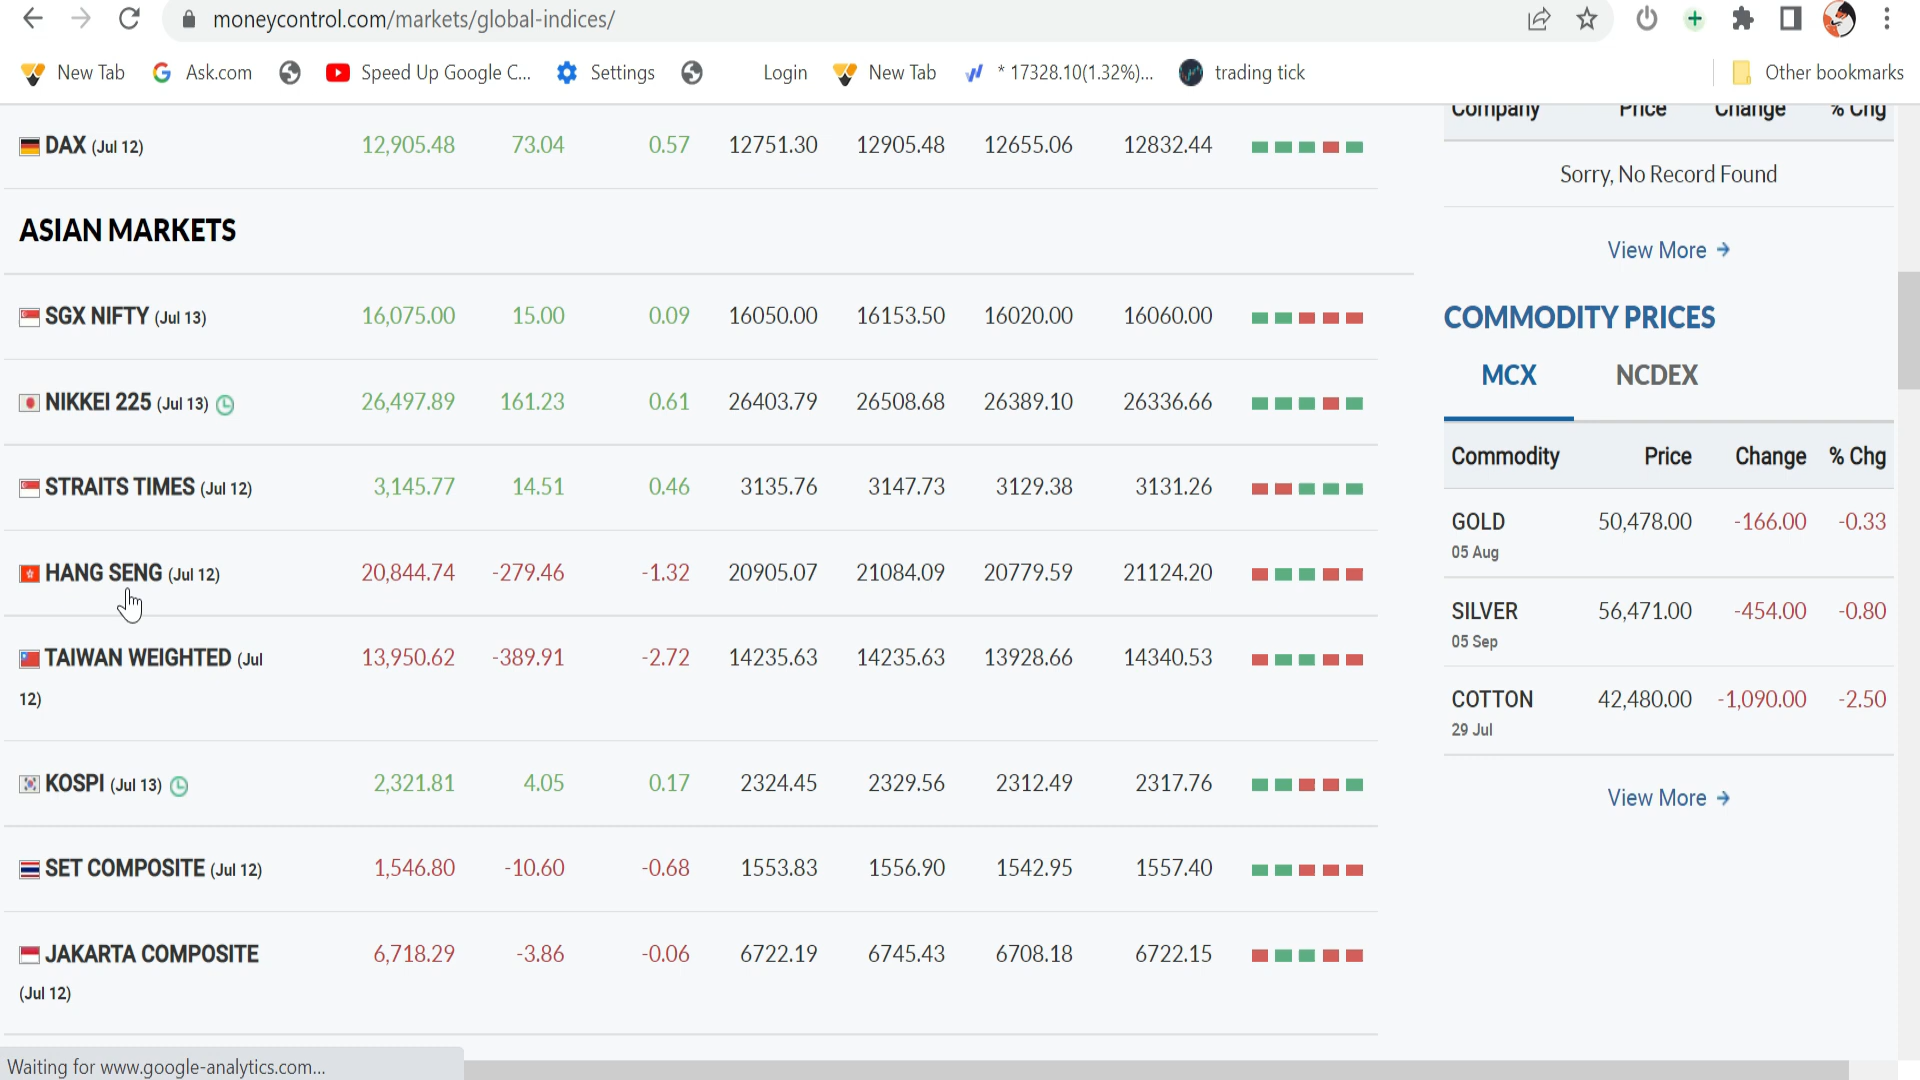 moneycontrol.com/markets/global-indices/
New Tab Ask.com Speed Up Google C... Settings Login New Tab * 17328.10(1.32%)... trading tick Other bookmarks
DAX (Jul 12) 12,905.48 73.04 0.57 12751.30 12905.48 12655.06 12832.44
ASIAN MARKETS
SGX NIFTY (Jul 13) 16,075.00 15.00 0.09 16050.00 16153.50 16020.00 16060.00
NIKKEI 225 (Jul 13) 26,497.89 161.23 0.61 26403.79 26508.68 26389.10 26336.66
STRAITS TIMES (Jul 12) 3,145.77 14.51 0.46 3135.76 3147.73 3129.38 3131.26
HANG SENG (Jul 12) 20,844.74 -279.46 -1.32 20905.07 21084.09 20779.59 21124.20
TAIWAN WEIGHTED (Jul 13,950.62 -389.91 -2.72 14235.63 14235.63 13928.66 14340.53
12)
KOSPI (Jul 13) 2,321.81 4.05 0.17 2324.45 2329.56 2312.49 2317.76
SET COMPOSITE (Jul 12) 1,546.80 -10.60 -0.68 1553.83 1556.90 1542.95 1557.40
JAKARTA COMPOSITE 6,718.29 -3.86 -0.06 6722.19 6745.43 6708.18 6722.15
(Jul 12)
Company Price Change % Chg
Sorry, No Record Found
View More
COMMODITY PRICES
MCX NCDEX
Commodity Price Change % Chg
GOLD 50,478.00 -166.00 -0.33
05 Aug
SILVER 56,471.00 -454.00 -0.80
05 Sep
COTTON 42,480.00 -1,090.00 -2.50
29 Jul
View More
Waiting for www.google-analytics.com...